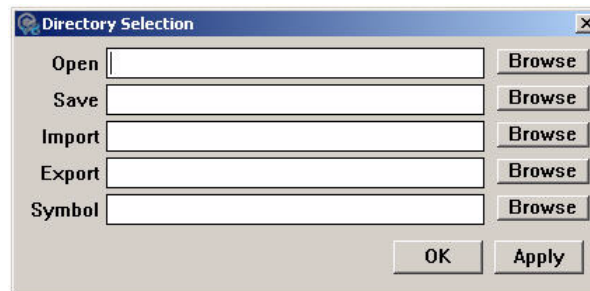 Directory Selection
Open Browse
Save Browse
Import Browse
Export Browse
Symbol Browse
OK Apply